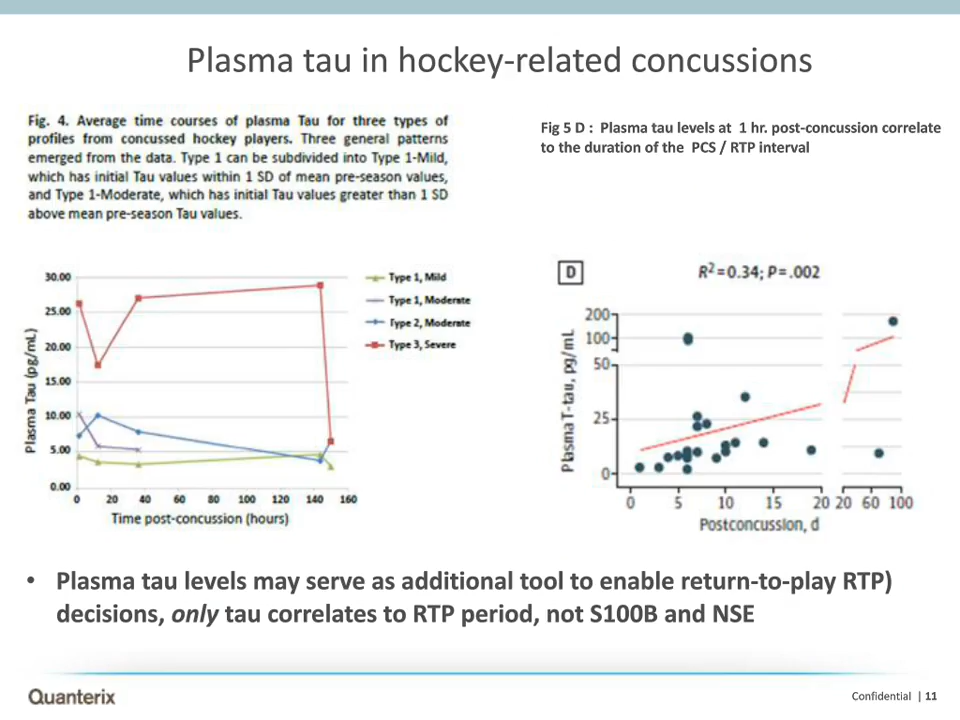 Plasma tau in hockey-related concussions
Fig. 4. Average time courses of plasma Tau for three types of
profiles from concussed hockey players. Three general patterns
emerged from the data. Type 1 can be subdivided into Type 1-Mild,
which has initial Tau values within 1 SD of mean pre-season values,
and Type 1-Moderate, which has initial Tau values greater than 1 SD
above mean pre-season Tau values.
Fig 5 D : Plasma tau levels at 1 hr. post-concussion correlate
to the duration of the PCS / RTP interval
Plasma Tau (pg/mL)
30.00
25.00
20.00
15.00
10.00
5.00
0.00
0 20 40 60 80 100 120 140 160
Time post-concussion (hours)
Type 1, Mild
Type 1, Moderate
Type 2, Moderate
Type 3, Severe
D
R²=0.34; P=.002
Plasma T-tau, pg/mL
200
100
50
25
0
0 5 10 15 20 20 60 100
Postconcussion, d
• Plasma tau levels may serve as additional tool to enable return-to-play RTP)
decisions, only tau correlates to RTP period, not S100B and NSE
Quanterix
Confidential | 11